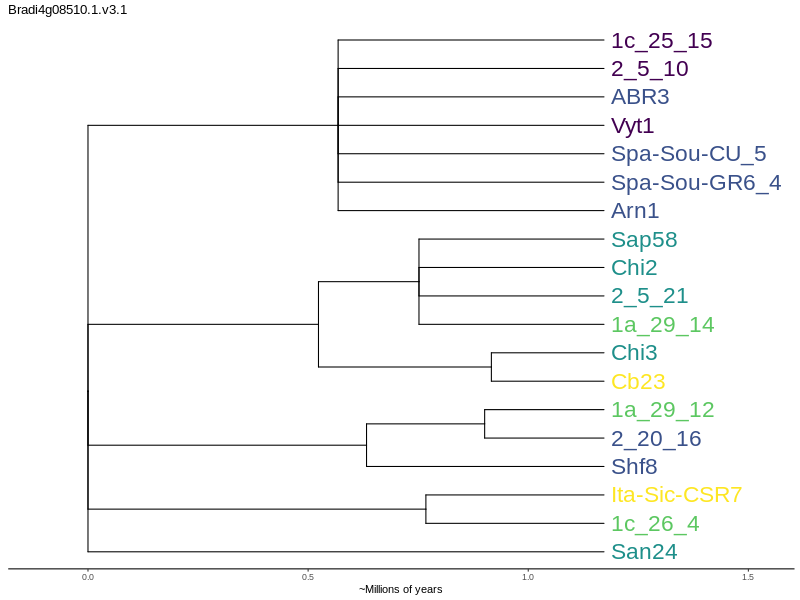 Bradi4g08510.1.v3.1
1c_25_15
2_5_10
ABR3
Vyt1
Spa-Sou-CU_5
Spa-Sou-GR6_4
Arn1
Sap58
Chi2
2_5_21
1a_29_14
Chi3
Cb23
1a_29_12
2_20_16
Shf8
Ita-Sic-CSR7
1c_26_4
San24
0.0 0.5 1.0 1.5
~Millions of years